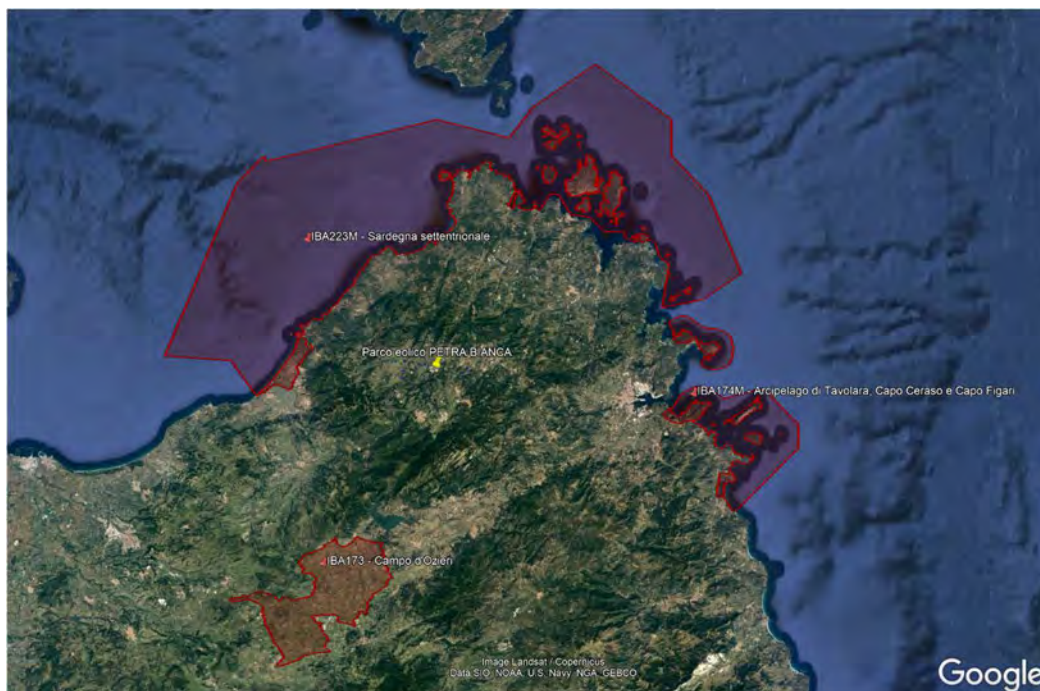 IBA223M - Sardegna settentrionale
Parco eolico PETRA BIANCA
IBA174M - Arcipelago di Tavolara, Capo Ceraso e Capo Figari
IBA173 - Campo d'Ozieri
Image Landsat / Copernicus
Data SIO, NOAA, U.S. Navy, NGA, GEBCO
Google